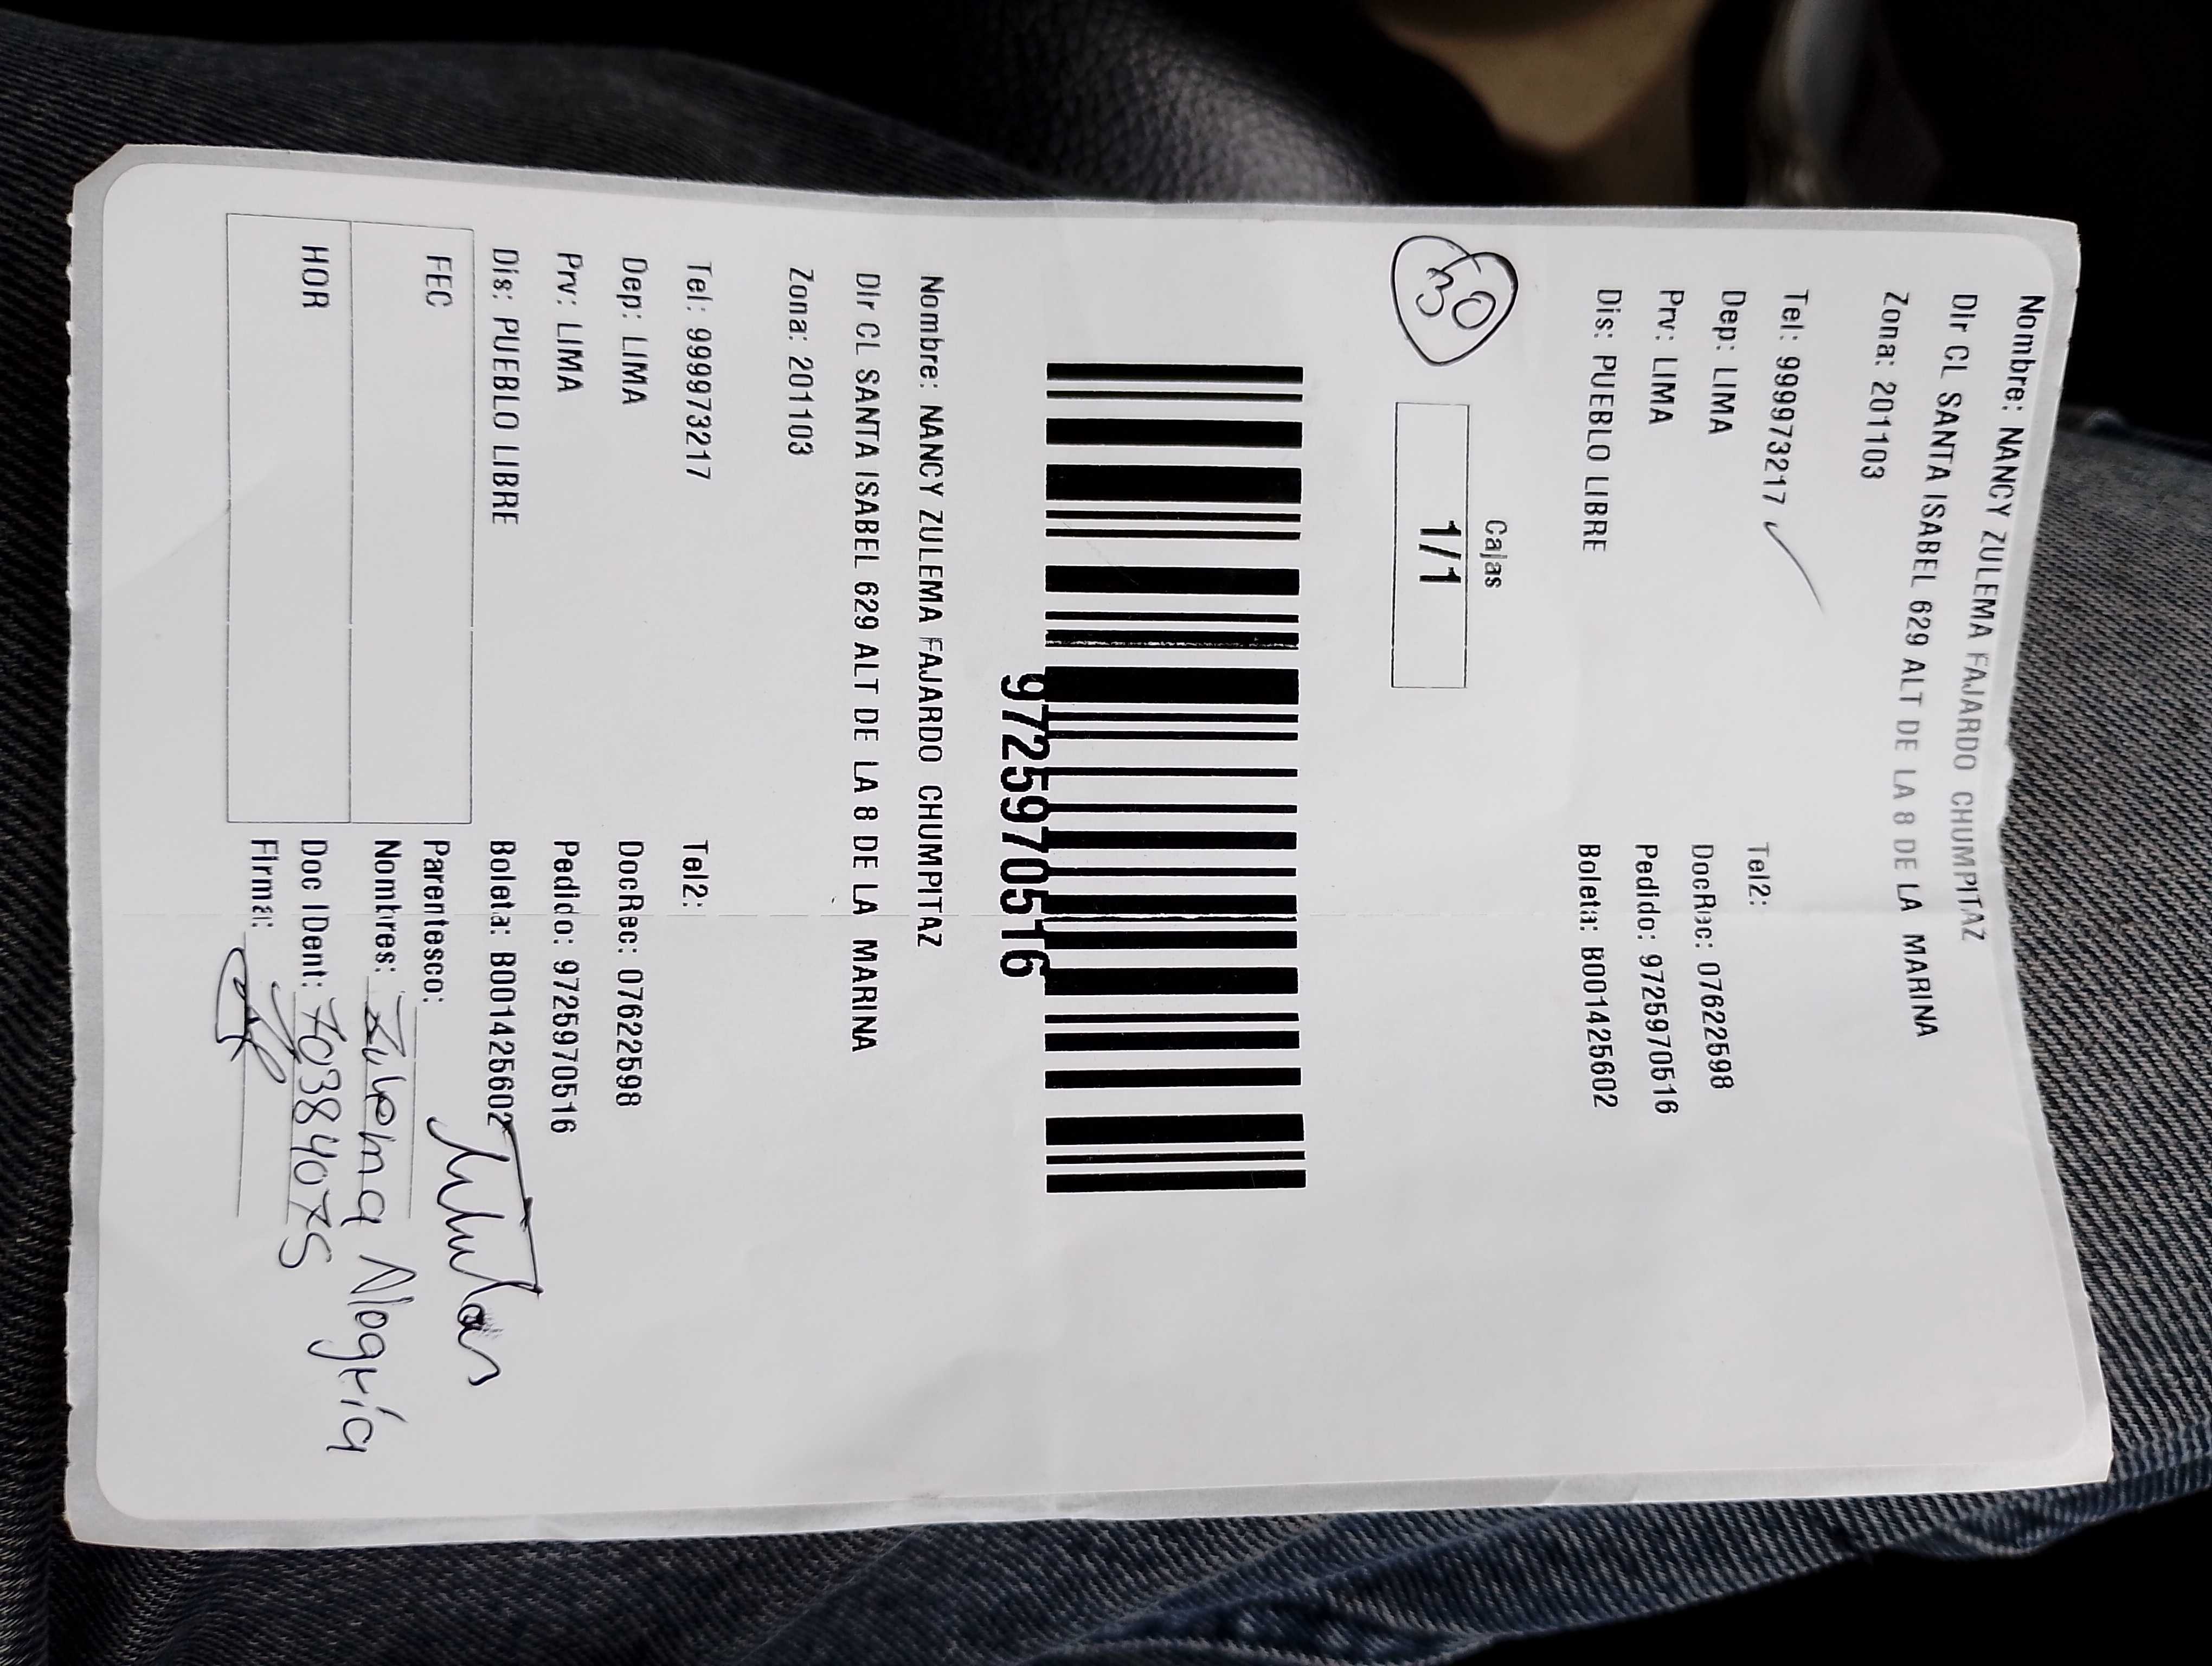 Nombre: NANCY ZULEMA FAJARDO CHUMPITAZ
Dir CL SANTA ISABEL 629 ALT DE LA 8 DE LA MARINA
Zona: 201103
Tel: 999973217 Tel2:
Dep: LIMA DocRec: 07622598
Prv: LIMA Pedido: 9725970516
Dis: PUEBLO LIBRE Boleta: B001425602
Cajas
30 1/1
9725970516
Nombre: NANCY ZULEMA FAJARDO CHUMPITAZ
Dir CL SANTA ISABEL 629 ALT DE LA 8 DE LA MARINA
Zona: 201103
Tel: 999973217 Tel2:
Dep: LIMA DocRec: 07622598
Prv: LIMA Pedido: 9725970516
Dis: PUEBLO LIBRE Boleta: B001425602
FEC Parentesco: Titular
Nombres: Zulema
HOR Doc IDent: 70384075
Firma: